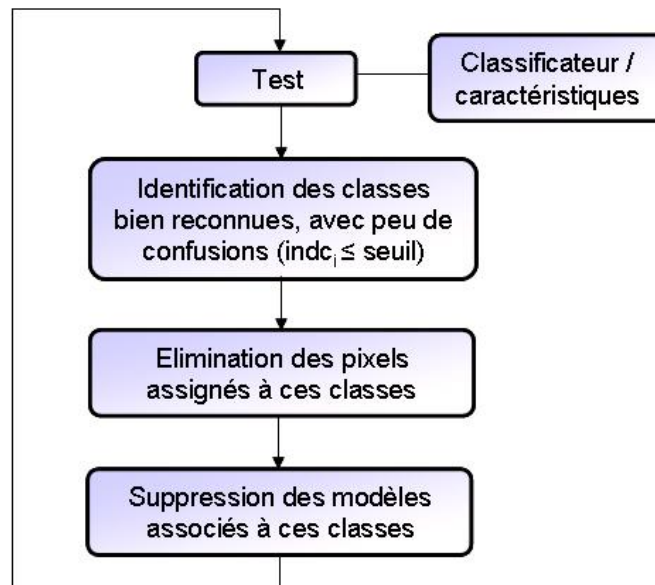 Test
Classificateur /
caractéristiques
Identification des classes
bien reconnues, avec peu de
confusions (indcᵢ ≤ seuil)
Elimination des pixels
assignés à ces classes
Suppression des modèles
associés à ces classes